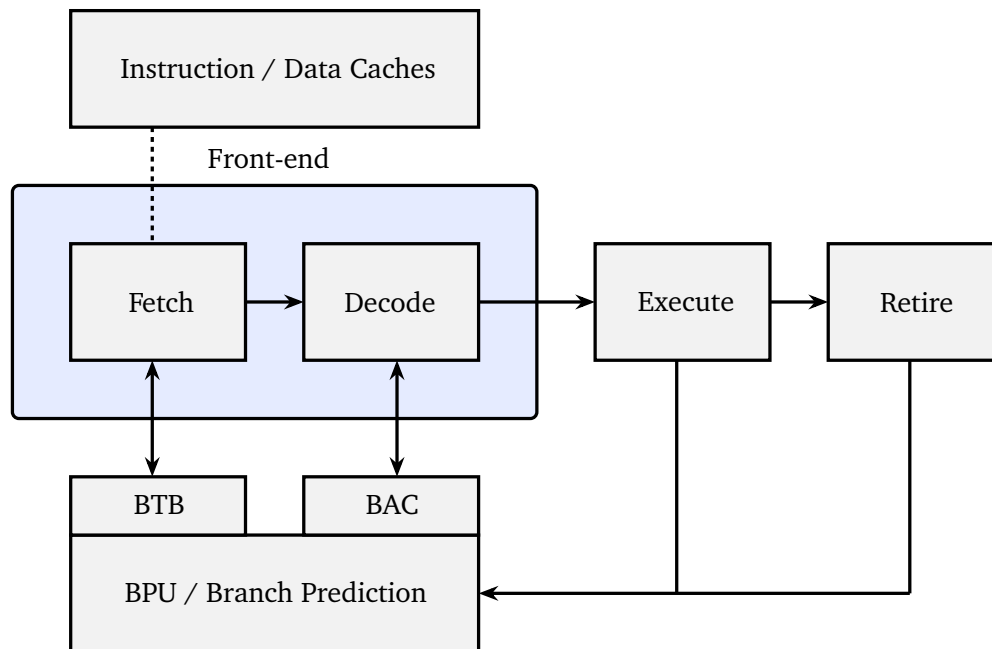 Instruction / Data Caches
Front-end
Fetch
Decode
Execute
Retire
BTB
BAC
BPU / Branch Prediction